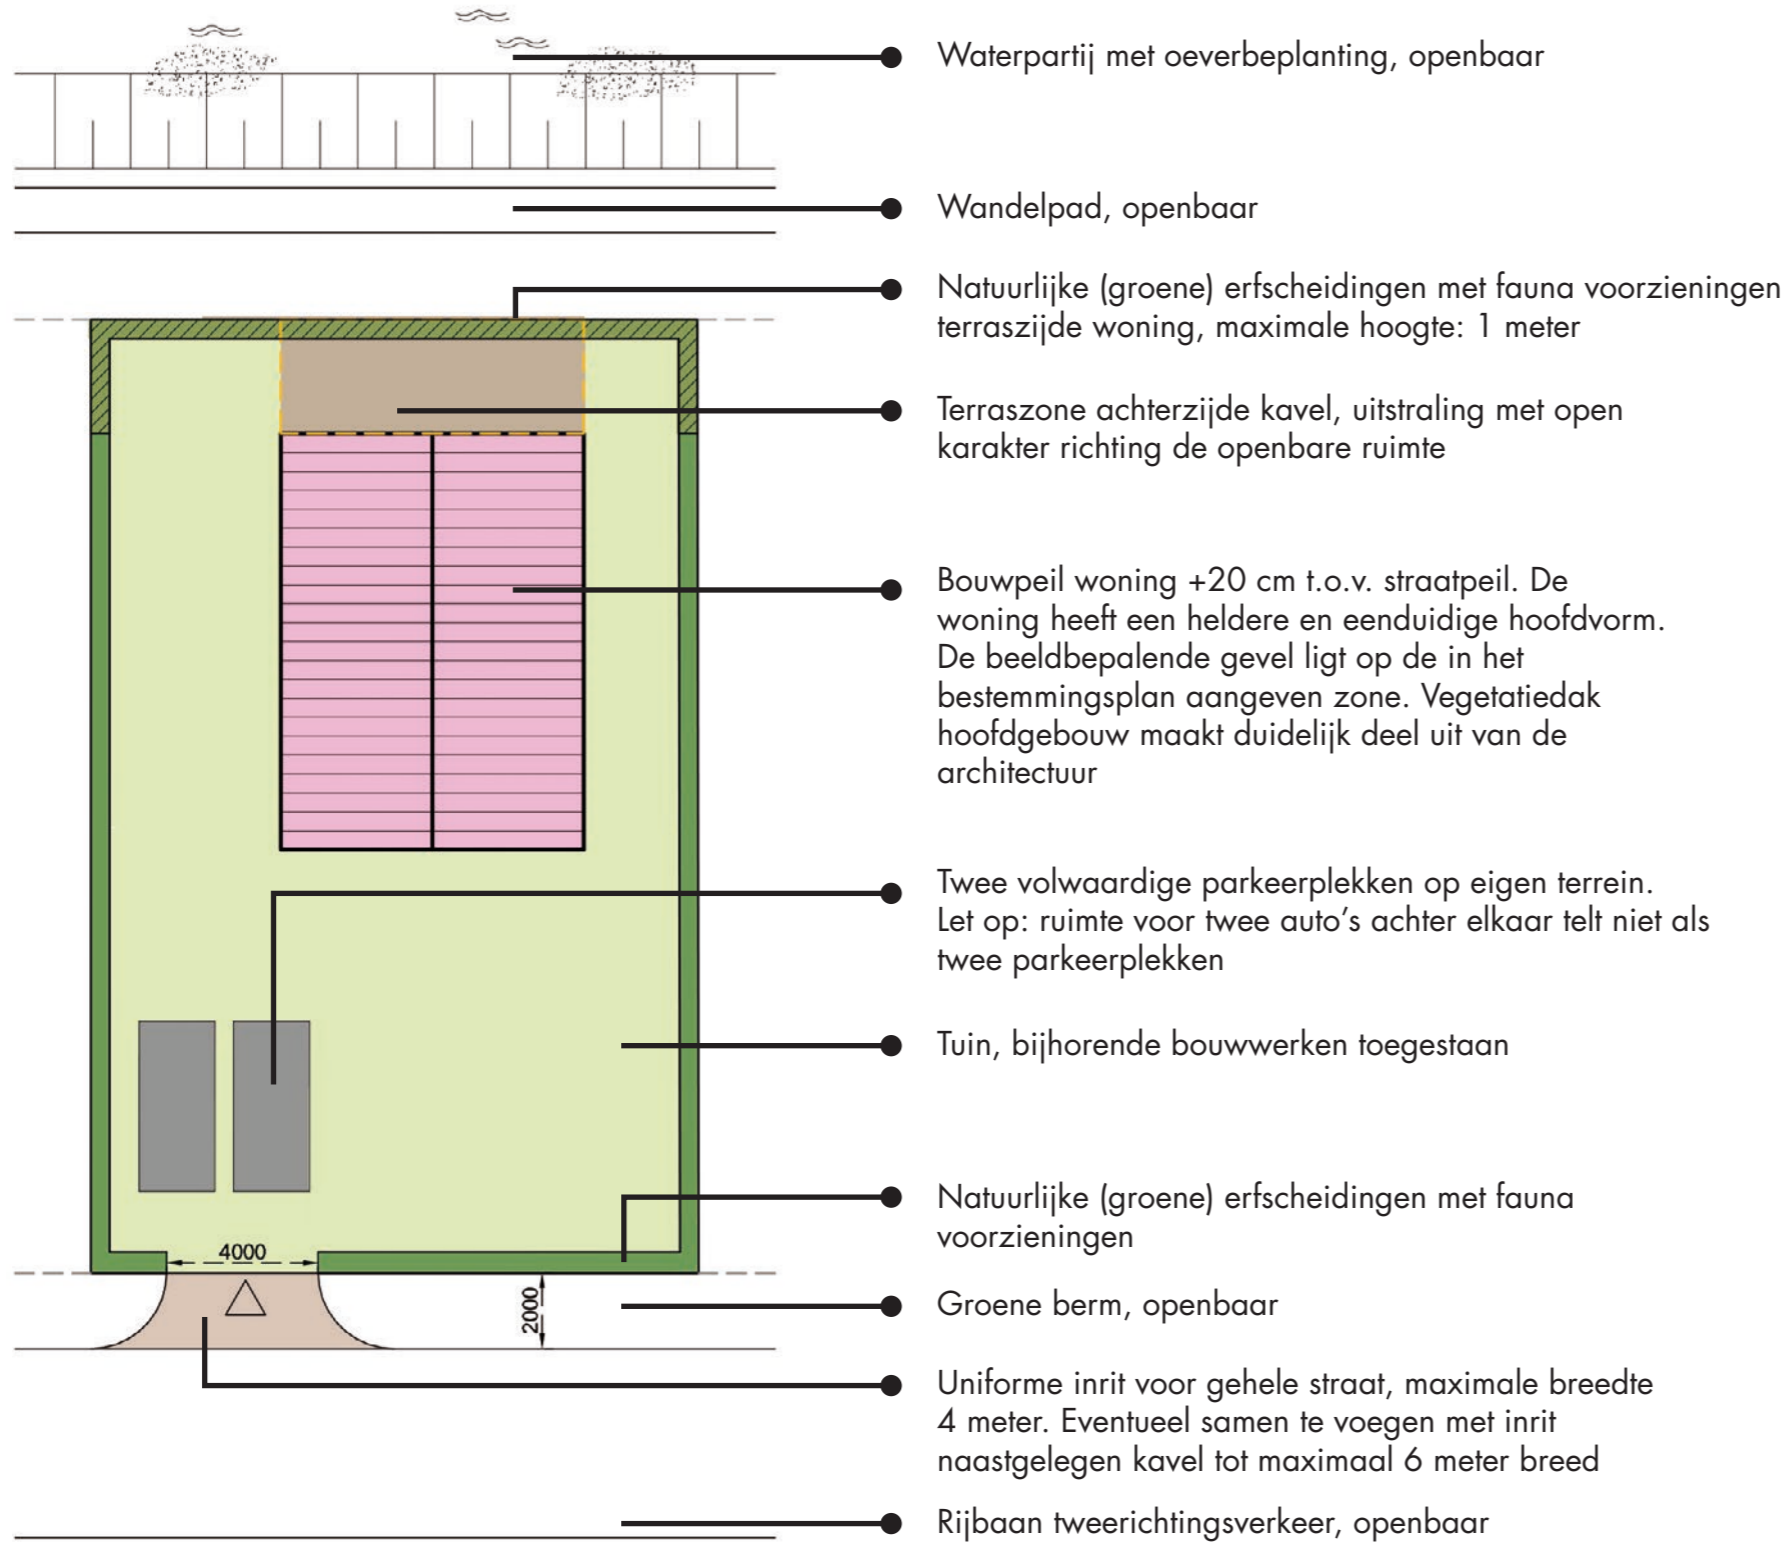 Waterpartij met oeverbeplanting, openbaar
Wandelpad, openbaar
Natuurlijke (groene) erfscheidingen met fauna voorzieningen
terraszijde woning, maximale hoogte: 1 meter
Terraszone achterzijde kavel, uitstraling met open
karakter richting de openbare ruimte
Bouwpeil woning +20 cm t.o.v. straatpeil. De
woning heeft een heldere en eenduidige hoofdvorm.
De beeldbepalende gevel ligt op de in het
bestemmingsplan aangeven zone. Vegetatiedak
hoofdgebouw maakt duidelijk deel uit van de
architectuur
Twee volwaardige parkeerplekken op eigen terrein.
Let op: ruimte voor twee auto's achter elkaar telt niet als
twee parkeerplekken
Tuin, bijhorende bouwwerken toegestaan
Natuurlijke (groene) erfscheidingen met fauna
voorzieningen
4000
2000
Groene berm, openbaar
Uniforme inrit voor gehele straat, maximale breedte
4 meter. Eventueel samen te voegen met inrit
naastgelegen kavel tot maximaal 6 meter breed
Rijbaan tweerichtingsverkeer, openbaar